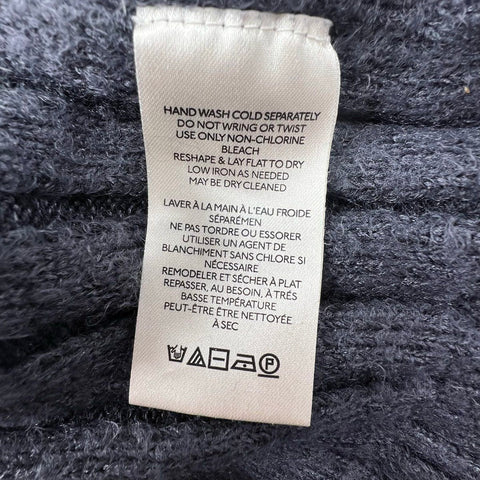 HAND WASH COLD SEPARATELY
DO NOT WRING OR TWIST
USE ONLY NON-CHLORINE
BLEACH
RESHAPE & LAY FLAT TO DRY
LOW IRON AS NEEDED
MAY BE DRY CLEANED
LAVER À LA MAIN À L'EAU FROIDE
SÉPARÉMEN
NE PAS TORDRE OU ESSORER
UTILISER UN AGENT DE
BLANCHIMENT SANS CHLORE SI
NÉCESSAIRE
REMODELER ET SÉCHER À PLAT
REPASSER, AU BESOIN, À TRÉS
BASSE TEMPÉRATURE
PEUT-ÊTRE ÊTRE NETTOYÉE
À SEC
P